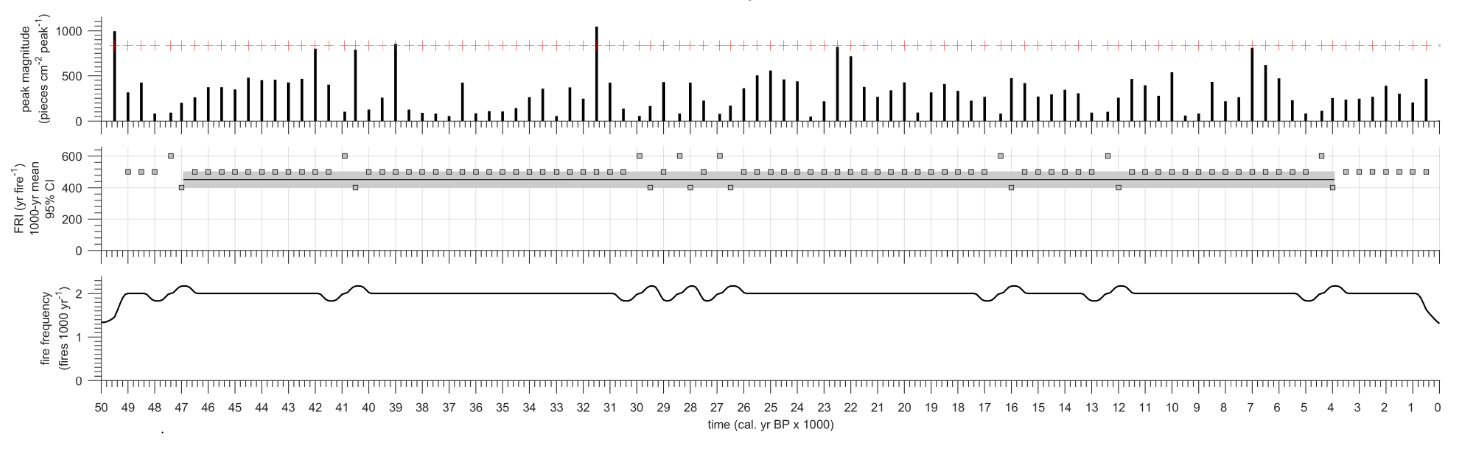 peak magnitude
(pieces cm⁻² peak⁻¹)
1000
500
0
FRI (yr fire⁻¹)
1000-yr mean
95% CI
600
400
200
0
fire frequency
(fires 1000 yr⁻¹)
2
1
0
50 49 48 47 46 45 44 43 42 41 40 39 38 37 36 35 34 33 32 31 30 29 28 27 26 25 24 23 22 21 20 19 18 17 16 15 14 13 12 11 10 9 8 7 6 5 4 3 2 1 0
time (cal. yr BP x 1000)